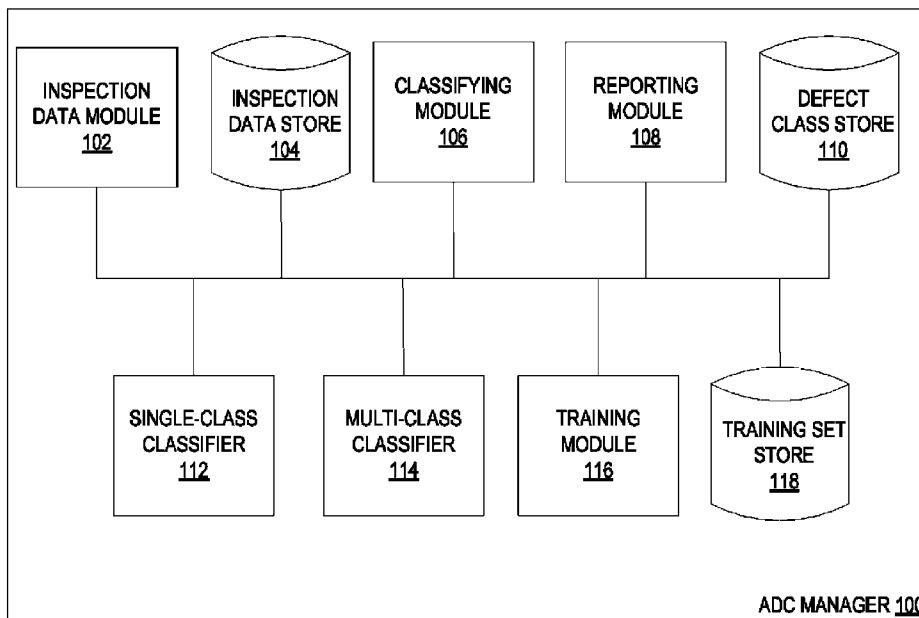 INSPECTION
DATA MODULE
102
INSPECTION
DATA STORE
104
CLASSIFYING
MODULE
106
REPORTING
MODULE
108
DEFECT
CLASS STORE
110
SINGLE-CLASS
CLASSIFIER
112
MULTI-CLASS
CLASSIFIER
114
TRAINING
MODULE
116
TRAINING SET
STORE
118
ADC MANAGER 100